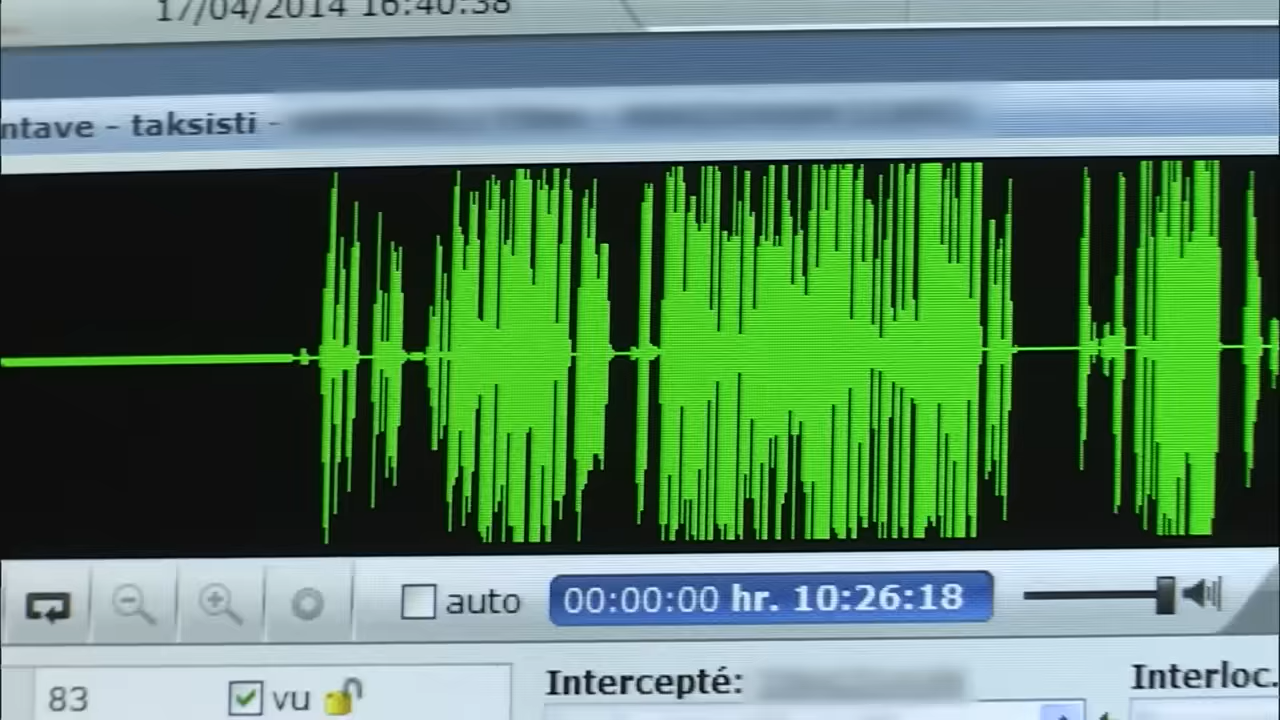 17/04/2014 16:40:38
ntave - taksisti -
auto
00:00:00 hr. 10:26:18
83
vu
Intercepté:
Interloc.